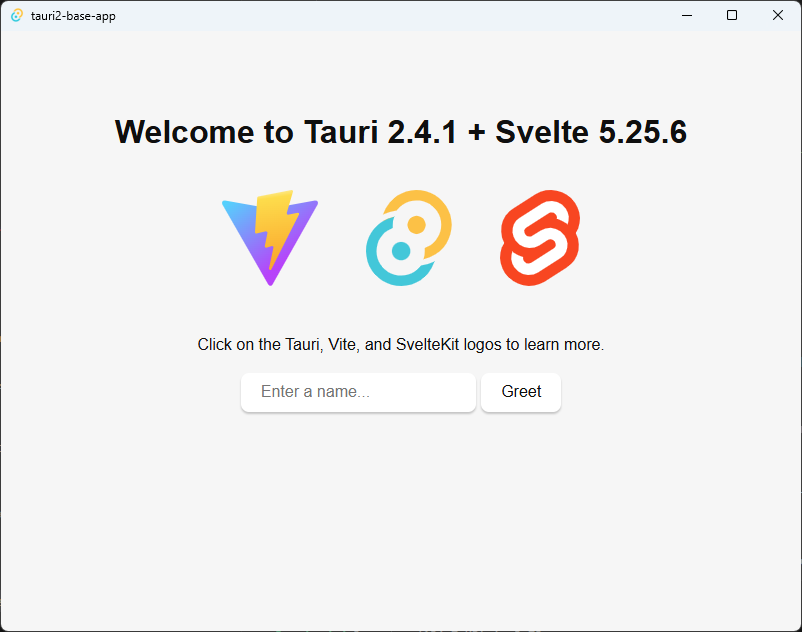 tauri2-base-app
Welcome to Tauri 2.4.1 + Svelte 5.25.6
Click on the Tauri, Vite, and SvelteKit logos to learn more.
Enter a name...
Greet